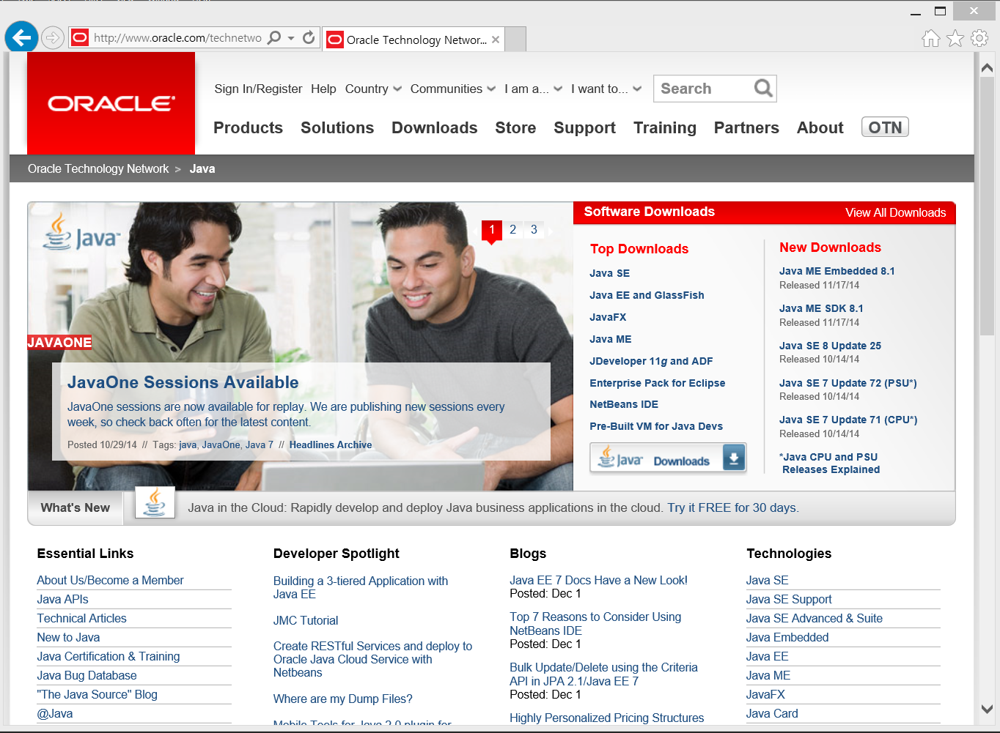 http://www.oracle.com/technetwo
Oracle Technology Networ...
ORACLE
Sign In/Register Help Country Communities I am a... I want to... Search
Products Solutions Downloads Store Support Training Partners About OTN
Oracle Technology Network > Java
Java
1 2 3
JAVAONE
JavaOne Sessions Available
JavaOne sessions are now available for replay. We are publishing new sessions every
week, so check back often for the latest content.
Posted 10/29/14 // Tags: java, JavaOne, Java 7 // Headlines Archive
Software Downloads View All Downloads
Top Downloads
Java SE
Java EE and GlassFish
JavaFX
Java ME
JDeveloper 11g and ADF
Enterprise Pack for Eclipse
NetBeans IDE
Pre-Built VM for Java Devs
Java Downloads
New Downloads
Java ME Embedded 8.1
Released 11/17/14
Java ME SDK 8.1
Released 11/17/14
Java SE 8 Update 25
Released 10/14/14
Java SE 7 Update 72 (PSU*)
Released 10/14/14
Java SE 7 Update 71 (CPU*)
Released 10/14/14
*Java CPU and PSU
Releases Explained
What's New Java in the Cloud: Rapidly develop and deploy Java business applications in the cloud. Try it FREE for 30 days.
Essential Links
About Us/Become a Member
Java APIs
Technical Articles
New to Java
Java Certification & Training
Java Bug Database
"The Java Source" Blog
@Java
Developer Spotlight
Building a 3-tiered Application with
Java EE
JMC Tutorial
Create RESTful Services and deploy to
Oracle Java Cloud Service with
Netbeans
Where are my Dump Files?
Mobile Tools for Java 2.0 plugin for
Blogs
Java EE 7 Docs Have a New Look!
Posted: Dec 1
Top 7 Reasons to Consider Using
NetBeans IDE
Posted: Dec 1
Bulk Update/Delete using the Criteria
API in JPA 2.1/Java EE 7
Posted: Dec 1
Highly Personalized Pricing Structures
Technologies
Java SE
Java SE Support
Java SE Advanced & Suite
Java Embedded
Java EE
Java ME
JavaFX
Java Card